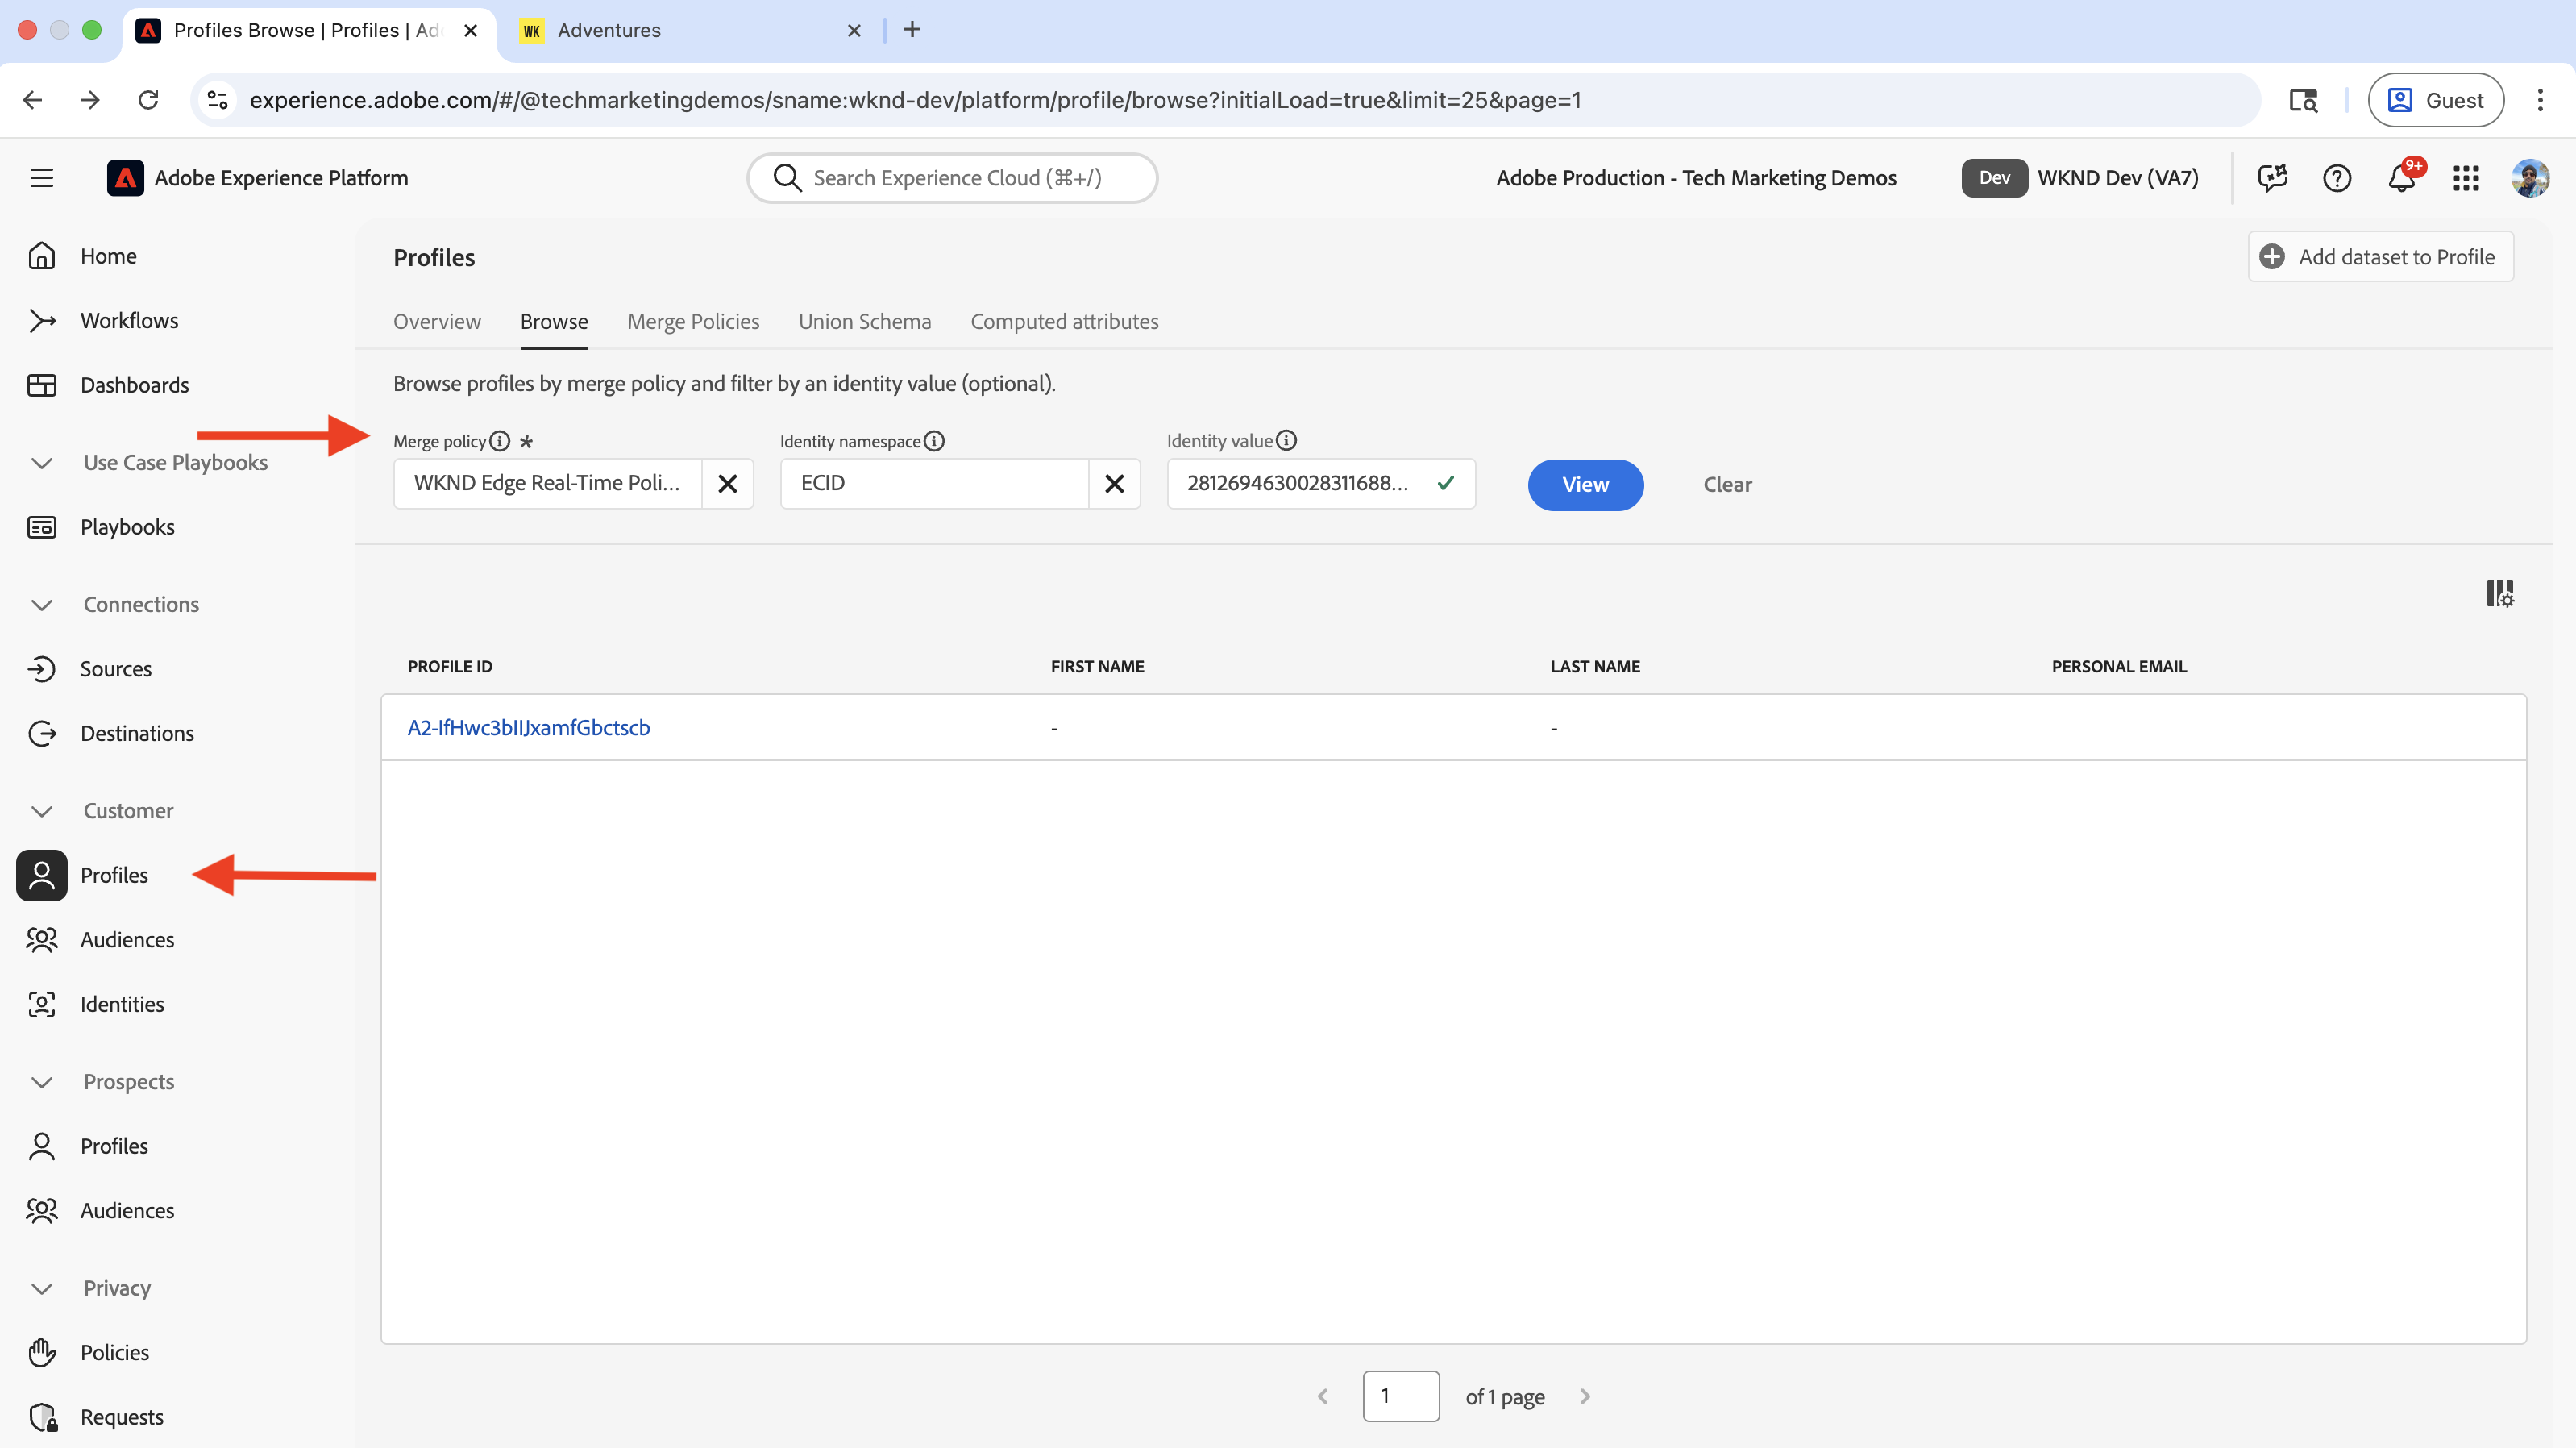 Profiles Browse | Profiles | Ad
WK Adventures
experience.adobe.com/#/@techmarketingdemos/sname:wknd-dev/platform/profile/browse?initialLoad=true&limit=25&page=1
Guest
Adobe Experience Platform
Search Experience Cloud (⌘+/)
Adobe Production - Tech Marketing Demos
Dev WKND Dev (VA7)
9+
Home
Workflows
Dashboards
Use Case Playbooks
Playbooks
Connections
Sources
Destinations
Customer
Profiles
Audiences
Identities
Prospects
Profiles
Audiences
Privacy
Policies
Requests
Profiles
Add dataset to Profile
Overview Browse Merge Policies Union Schema Computed attributes
Browse profiles by merge policy and filter by an identity value (optional).
Merge policy * Identity namespace Identity value
WKND Edge Real-Time Poli... ECID 2812694630028311688... View Clear
PROFILE ID FIRST NAME LAST NAME PERSONAL EMAIL
- -
1 of 1 page